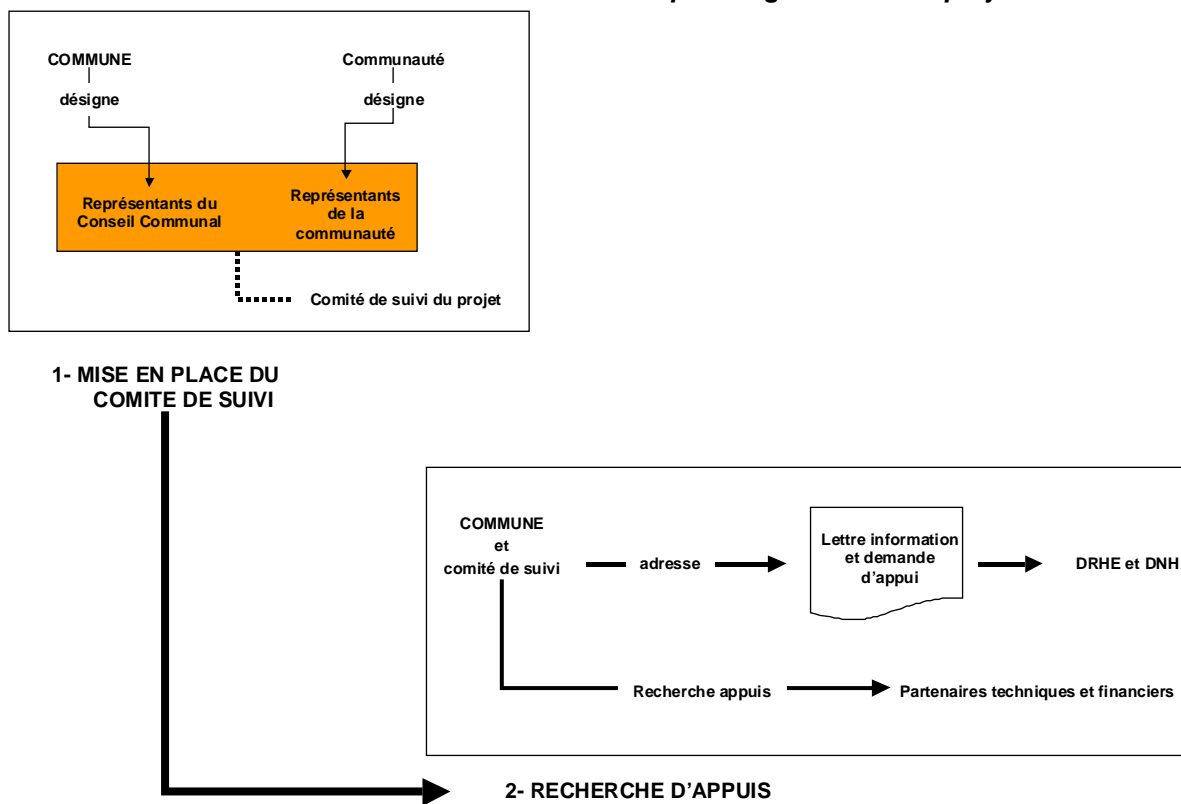 COMMUNE
Communauté
désigne
désigne
Représentants du
Conseil Communal
Représentants
de la
communauté
Comité de suivi du projet
1- MISE EN PLACE DU
COMITE DE SUIVI
COMMUNE
et
comité de suivi
adresse
Lettre information
et demande
d'appui
DRHE et DNH
Recherche appuis
Partenaires techniques et financiers
2- RECHERCHE D'APPUIS